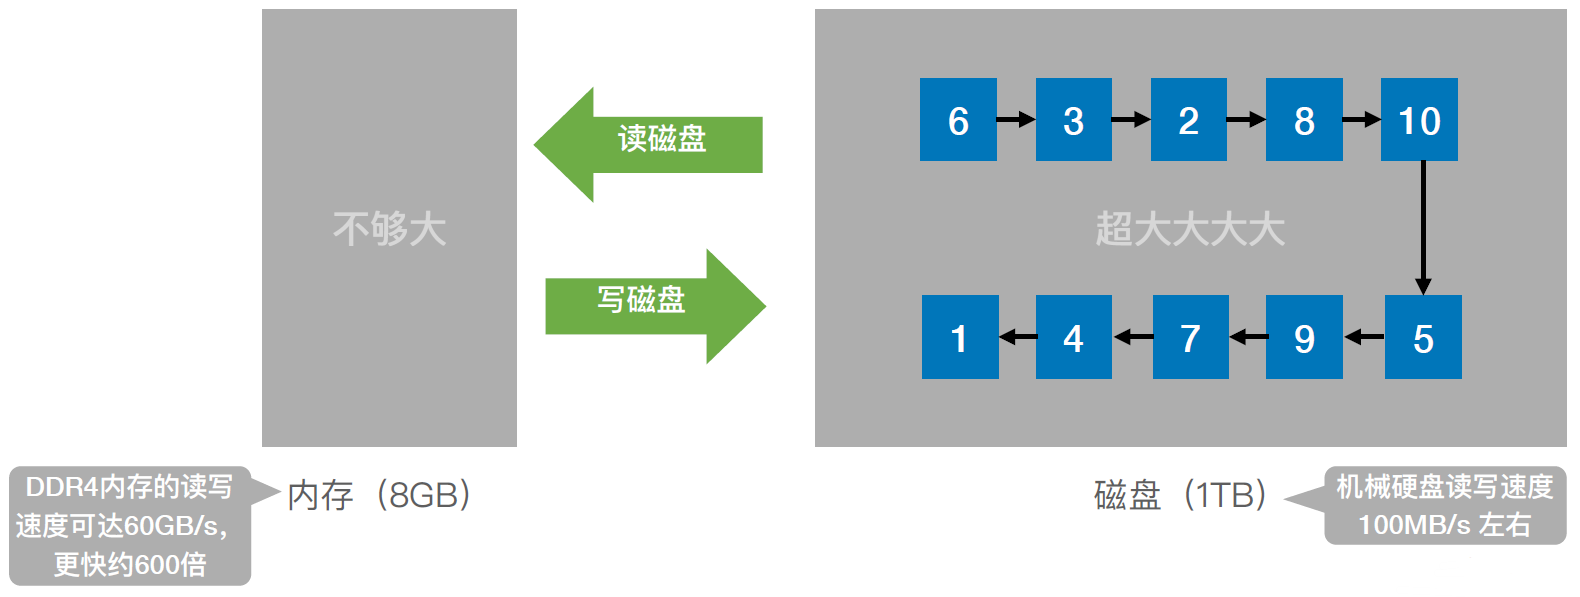 6
3
2
8
10
读磁盘
不够大
超大大大大
写磁盘
1
4
7
9
5
DDR4内存的读写
速度可达60GB/s，
更快约600倍
内存（8GB）
磁盘（1TB）
机械硬盘读写速度
100MB/s 左右